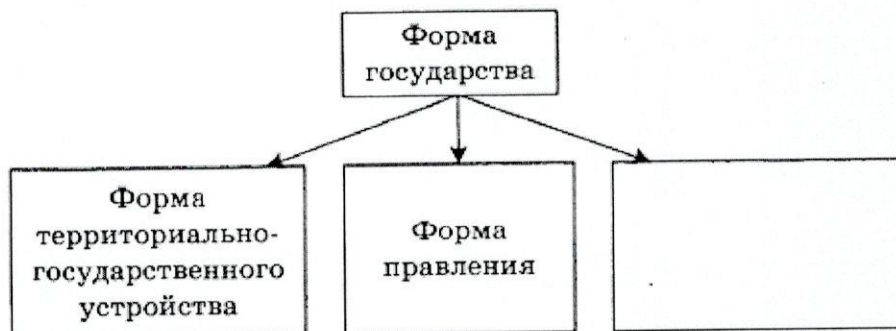 Форма
государства
Форма
территориально-
государственного
устройства
Форма
правления